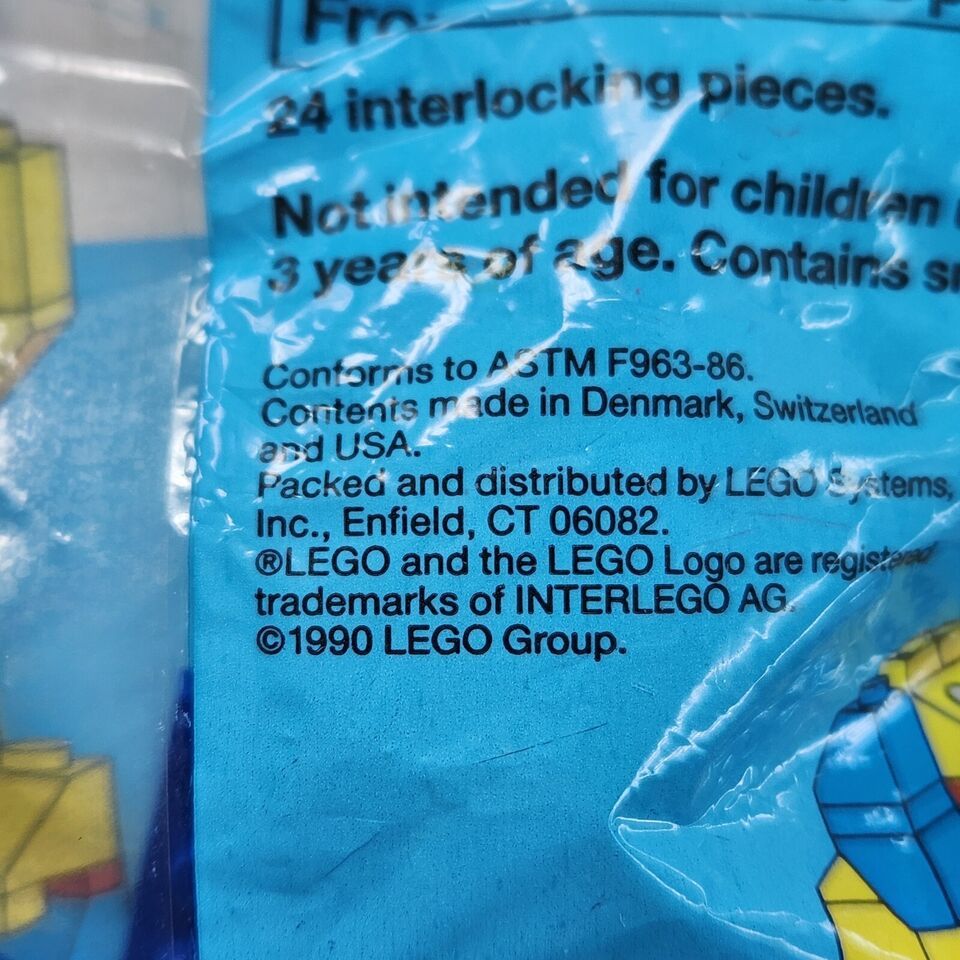 24 interlocking pieces.
Not intended for children
3 years of age. Contains
Conforms to ASTM F963-86.
Contents made in Denmark, Switzerland
and USA.
Packed and distributed by LEGO Systems,
Inc., Enfield, CT 06082.
®LEGO and the LEGO Logo are registered
trademarks of INTERLEGO AG.
©1990 LEGO Group.